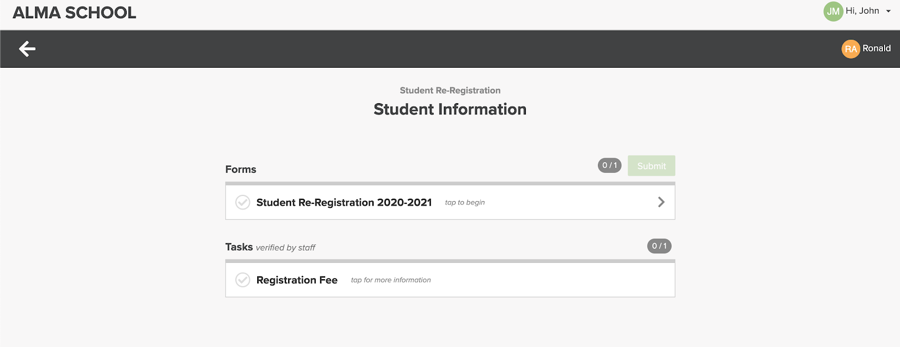 ALMA SCHOOL
JM Hi, John
RA Ronald
Student Re-Registration
Student Information
Forms
0 / 1 Submit
Student Re-Registration 2020-2021 tap to begin
Tasks verified by staff 0 / 1
Registration Fee tap for more information